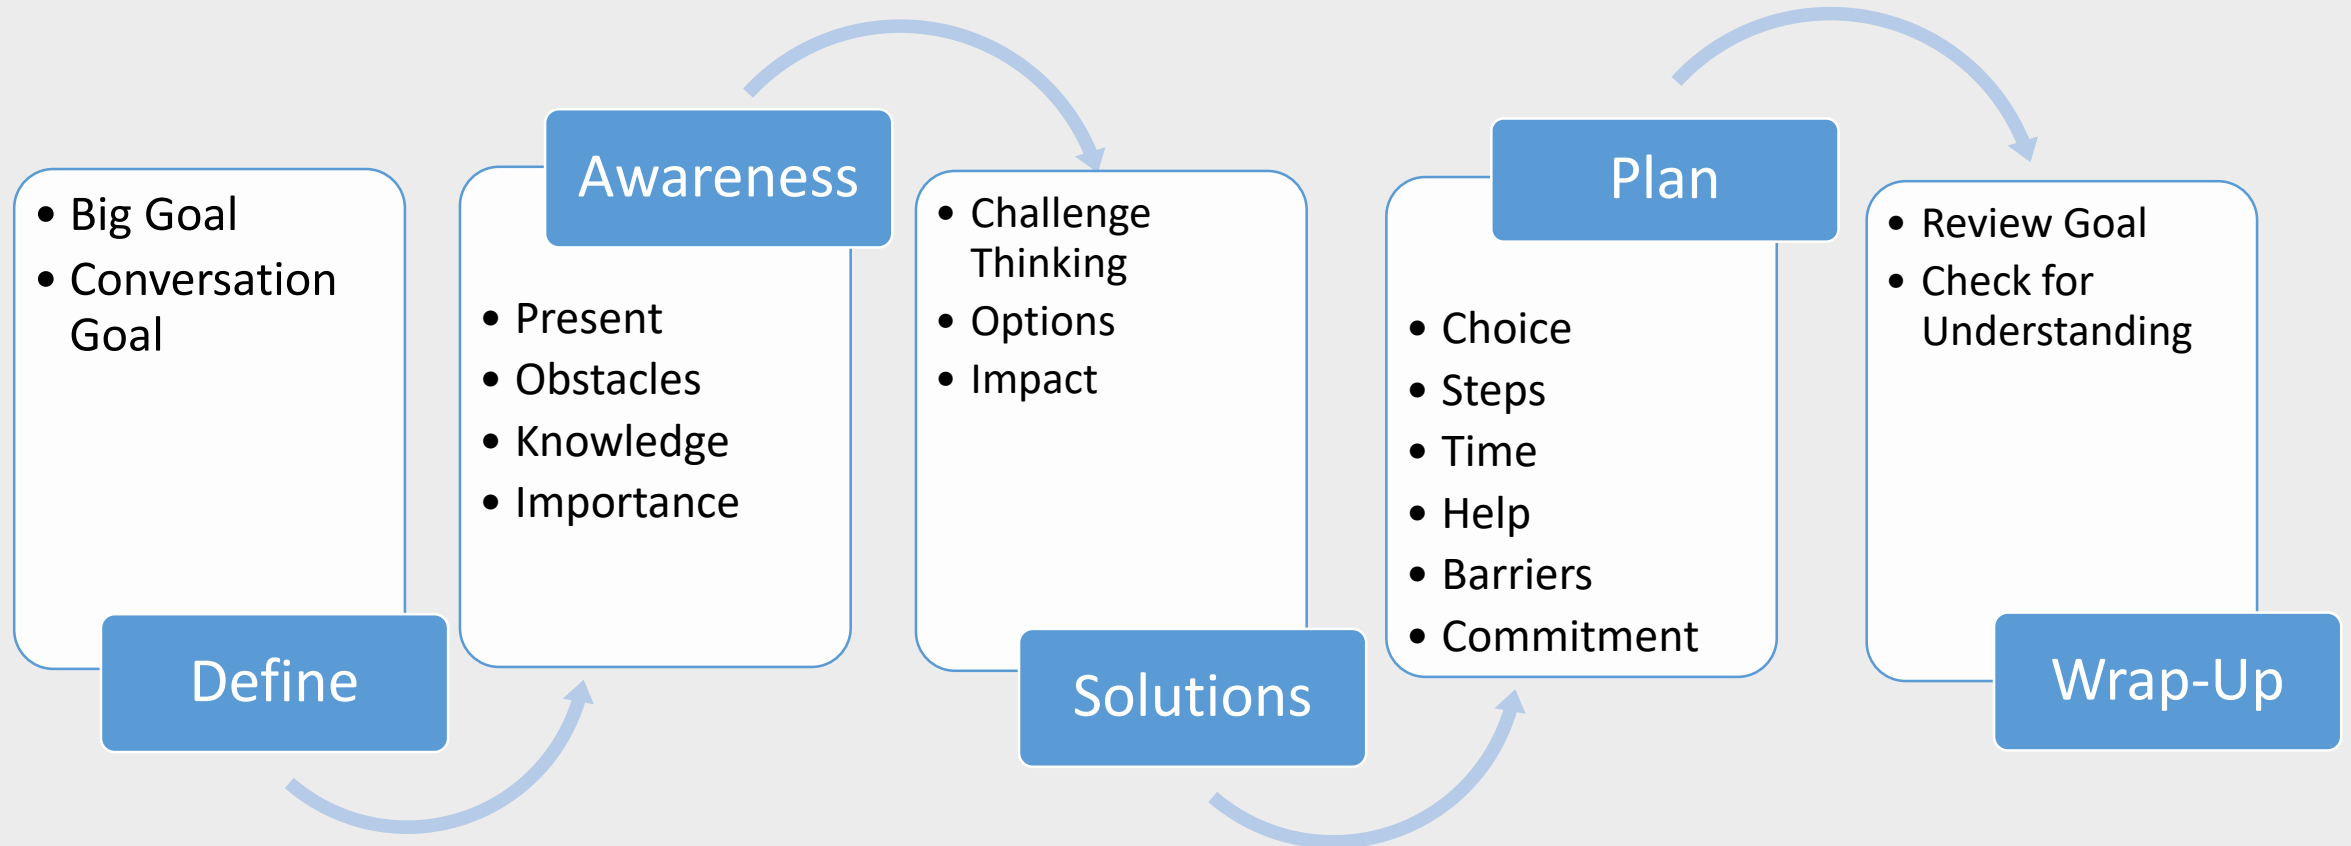 • Big Goal
• Conversation
Goal
Define
Awareness
• Present
• Obstacles
• Knowledge
• Importance
• Challenge
Thinking
• Options
• Impact
Solutions
Plan
• Choice
• Steps
• Time
• Help
• Barriers
• Commitment
• Review Goal
• Check for
Understanding
Wrap-Up